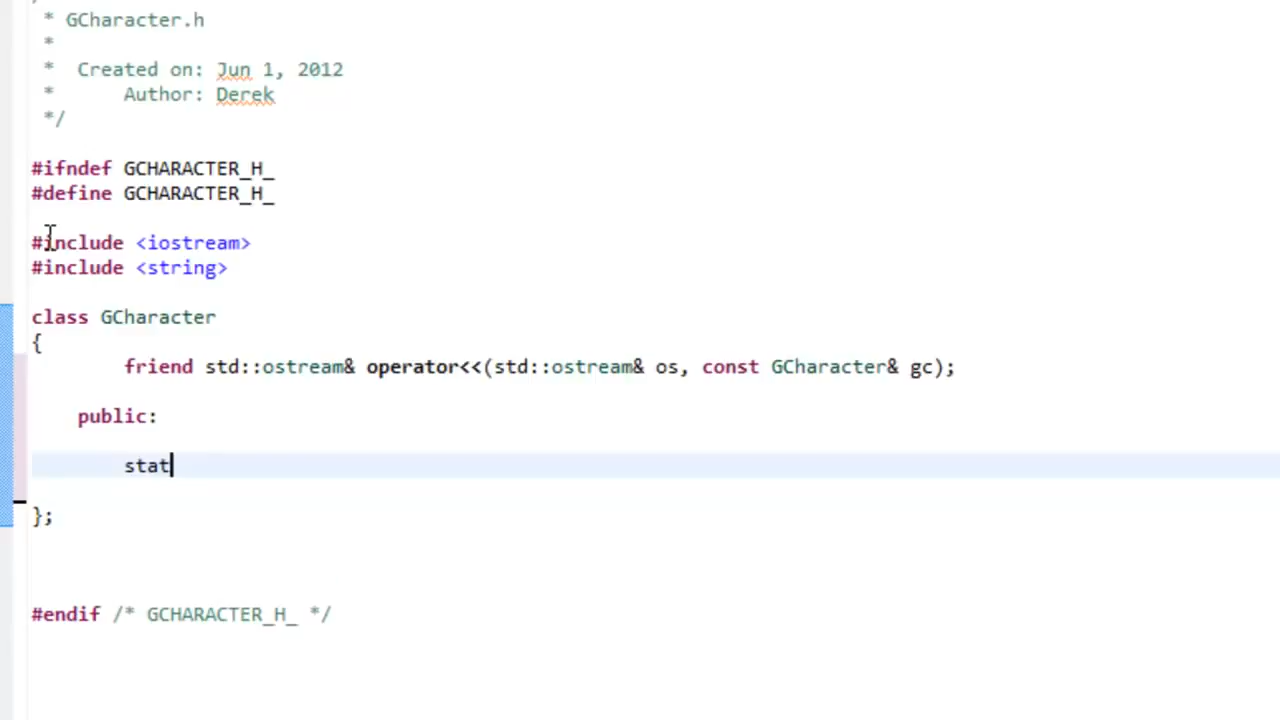 * GCharacter.h
*
*  Created on: Jun 1, 2012
*      Author: Derek
*/
#ifndef GCHARACTER_H_
#define GCHARACTER_H_
#include <iostream>
#include <string>
class GCharacter
{
friend std::ostream& operator<<(std::ostream& os, const GCharacter& gc);
public:
stat
};
#endif /* GCHARACTER_H_ */